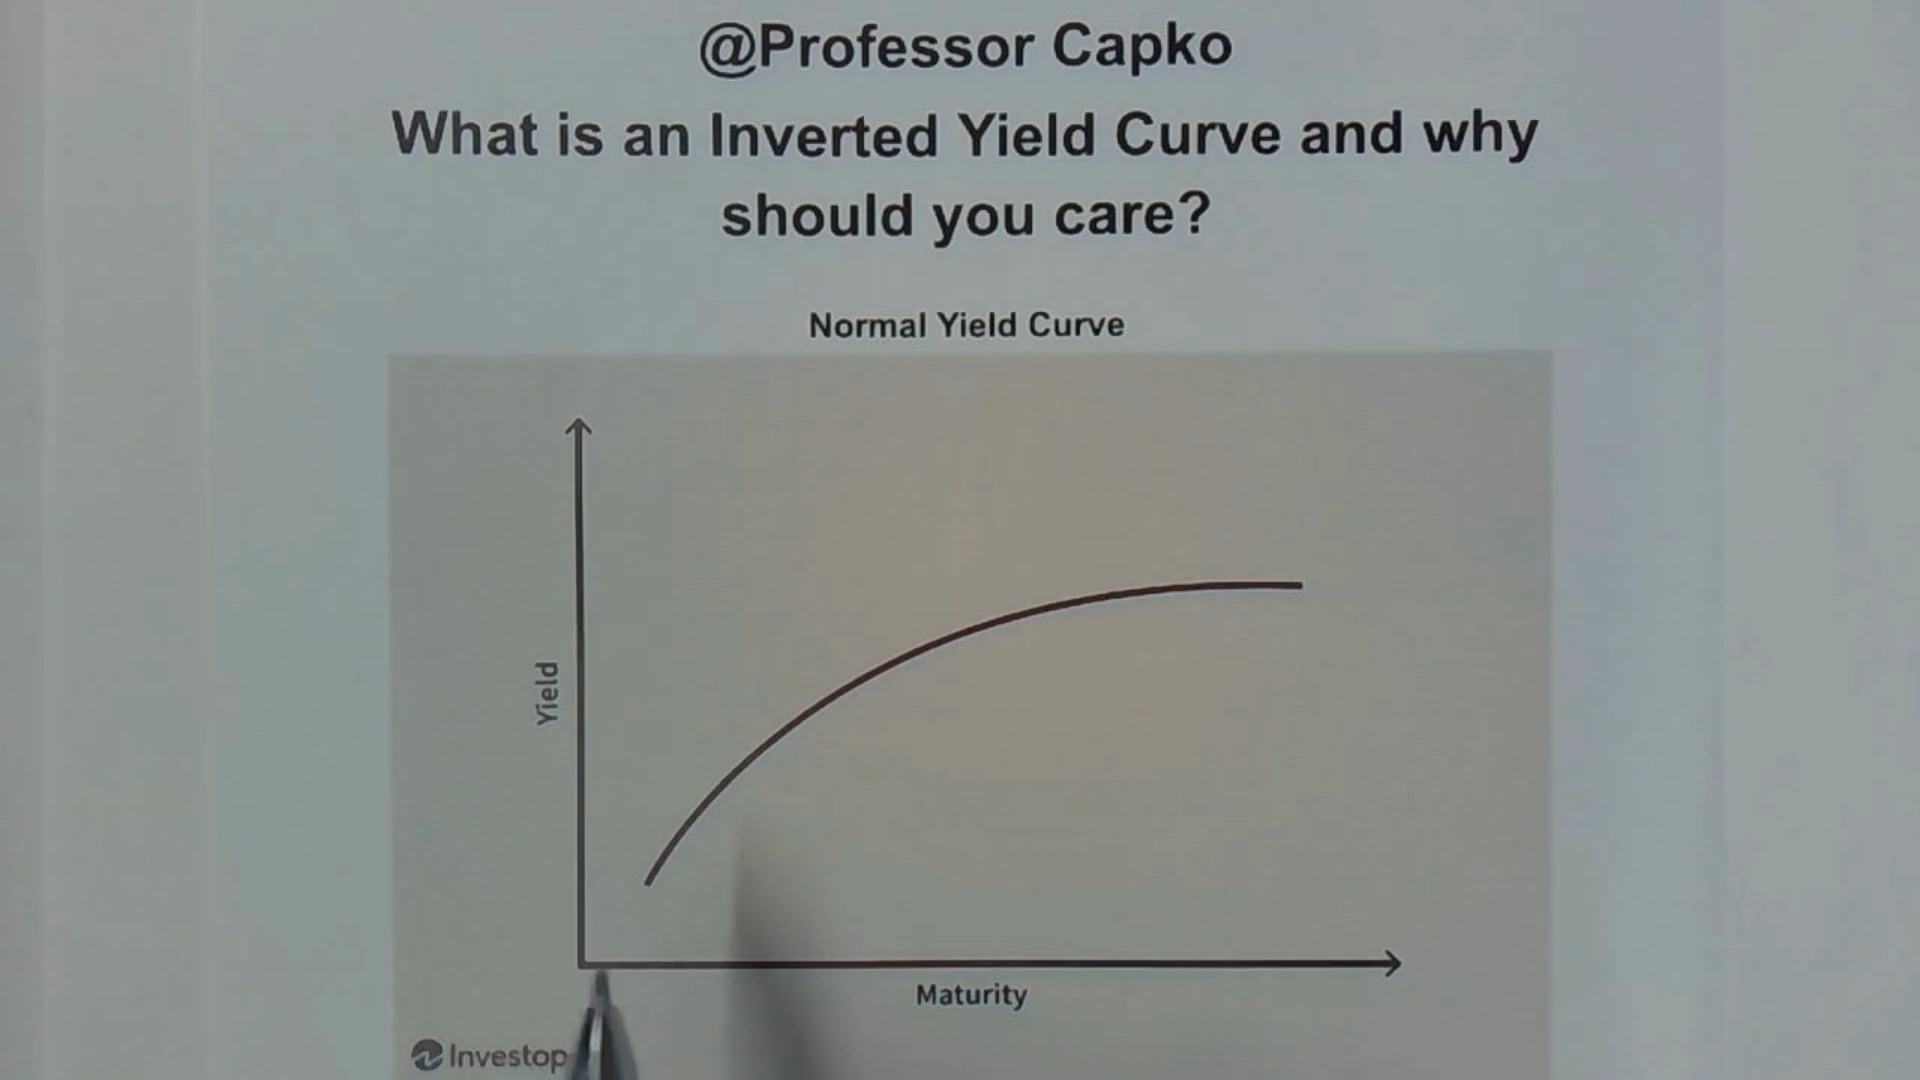 @Professor Capko
What is an Inverted Yield Curve and why
should you care?
Normal Yield Curve
Yield
Maturity
Investop